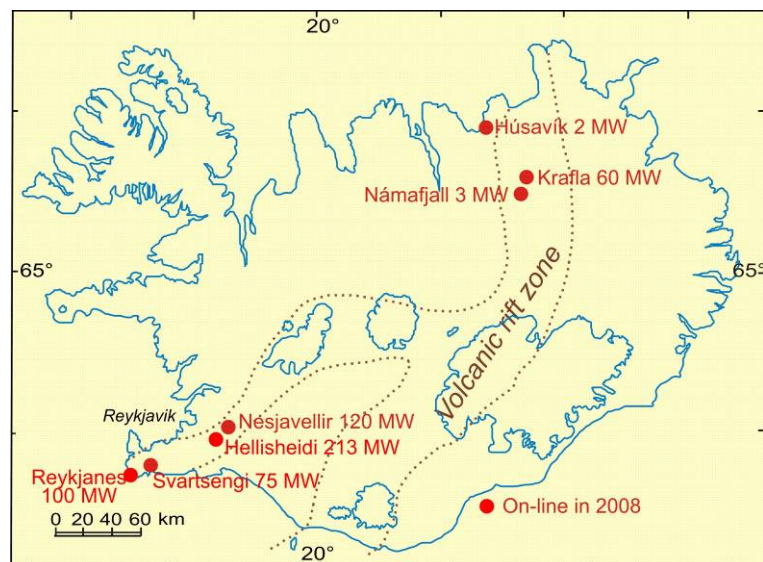 20°
Húsavík 2 MW
Krafla 60 MW
Námafjall 3 MW
65°
65°
Volcanic rift zone
Reykjavik
Nesjavellir 120 MW
Hellisheidi 213 MW
Reykjanes
100 MW
Svartsengi 75 MW
On-line in 2008
0 20 40 60 km
20°